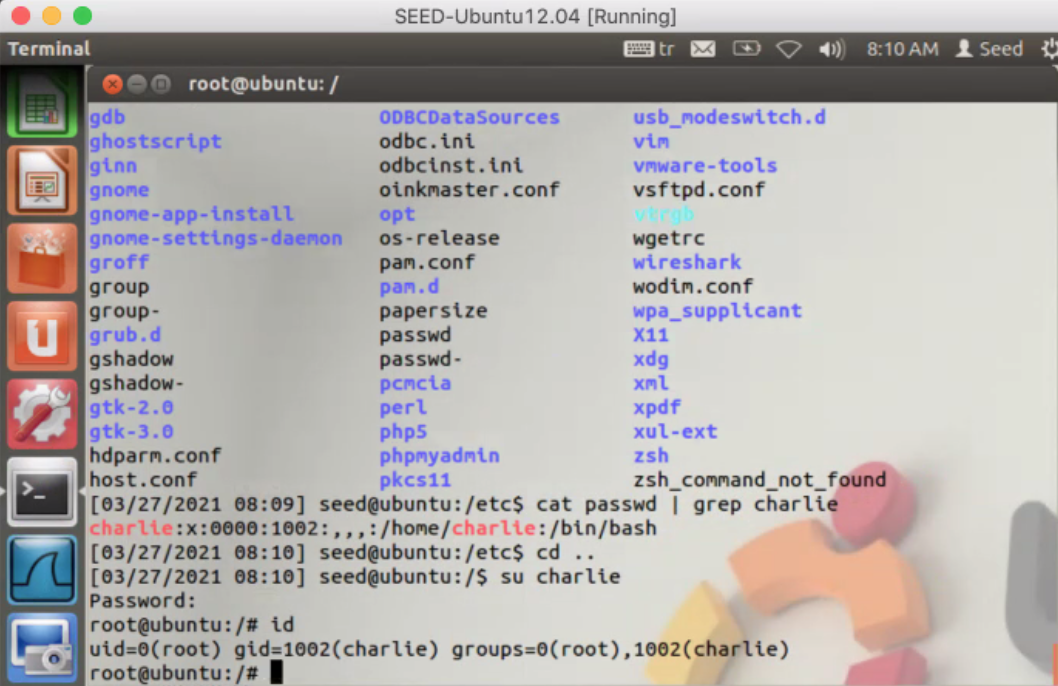 SEED-Ubuntu12.04 [Running]
Terminal tr 8:10 AM Seed
root@ubuntu: /
gdb ODBCDataSources usb_modeswitch.d
ghostscript odbc.ini vim
ginn odbcinst.ini vmware-tools
gnome oinkmaster.conf vsftpd.conf
gnome-app-install opt vtrgb
gnome-settings-daemon os-release wgetrc
groff pam.conf wireshark
group pam.d wodim.conf
group- papersize wpa_supplicant
grub.d passwd X11
gshadow passwd- xdg
gshadow- pcmcia xml
gtk-2.0 perl xpdf
gtk-3.0 php5 xul-ext
hdparm.conf phpmyadmin zsh
host.conf pkcs11 zsh_command_not_found
[03/27/2021 08:09] seed@ubuntu:/etc$ cat passwd | grep charlie
charlie:x:0000:1002:,,,:/home/charlie:/bin/bash
[03/27/2021 08:10] seed@ubuntu:/etc$ cd ..
[03/27/2021 08:10] seed@ubuntu:/$ su charlie
Password:
root@ubuntu:/# id
uid=0(root) gid=1002(charlie) groups=0(root),1002(charlie)
root@ubuntu:/#